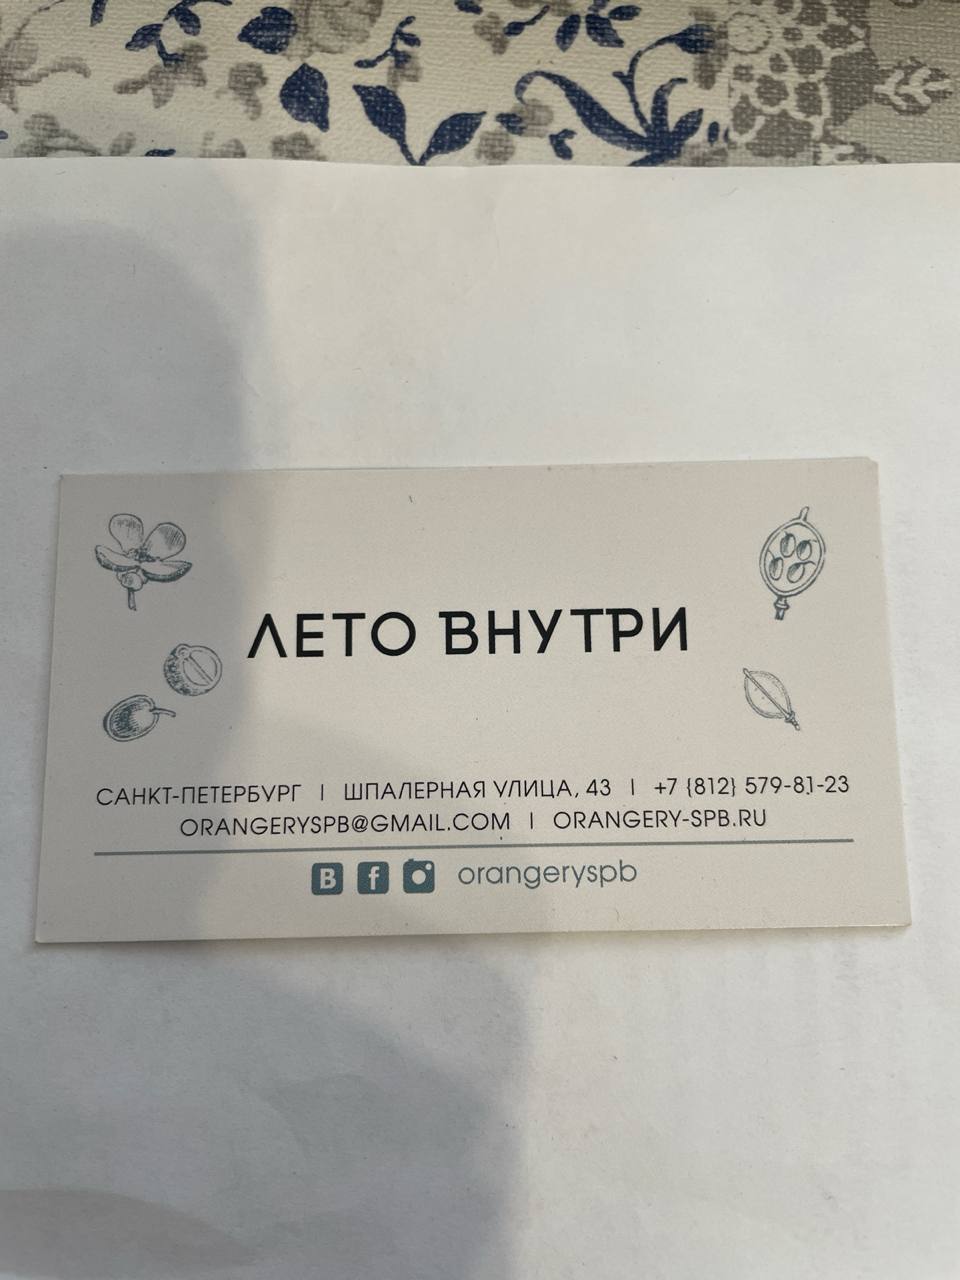 ЛЕТО ВНУТРИ
САНКТ-ПЕТЕРБУРГ | ШПАЛЕРНАЯ УЛИЦА, 43 | +7 {812} 579-81-23
ORANGERYSPB@GMAIL.COM | ORANGERY-SPB.RU
B f orangeryspb